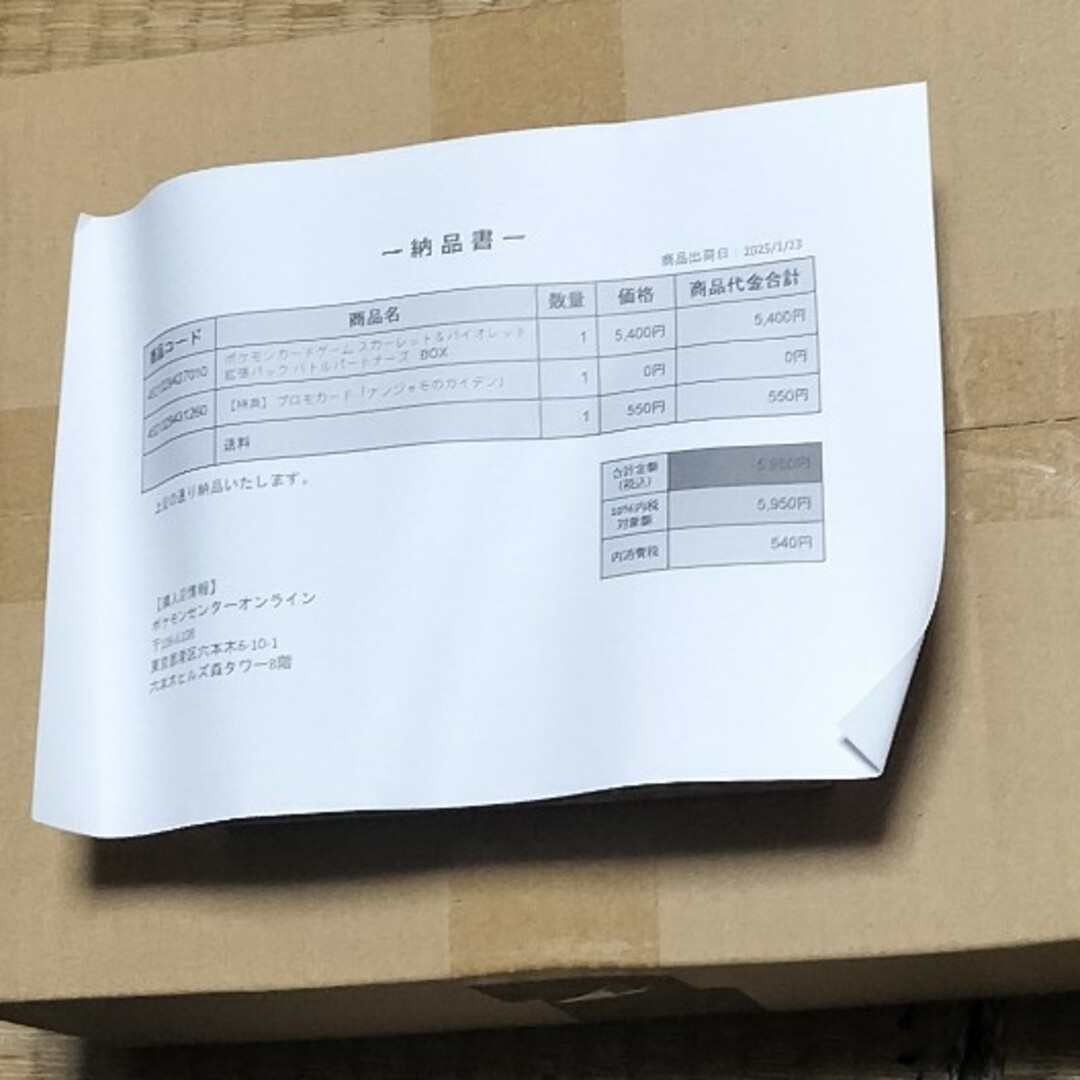 ー納品書ー
商品出荷日：2025/1/23
商品コード 商品名 数量 価格 商品代金合計
ポケモンカードゲーム スカーレット&バイオレット
拡張パック バトルパートナーズ BOX 1 5,400円 5,400円
【特典】プロモカード「ナンジャモのカイデン」 1 0円 0円
送料 1 550円 550円
上記の通り納品いたします。
合計金額
(税込) 5,950円
10%内税
対象額 5,950円
内消費税 540円
【購入店情報】
ポケモンセンターオンライン
東京都港区六本木6-10-1
六本木ヒルズ森タワー8階